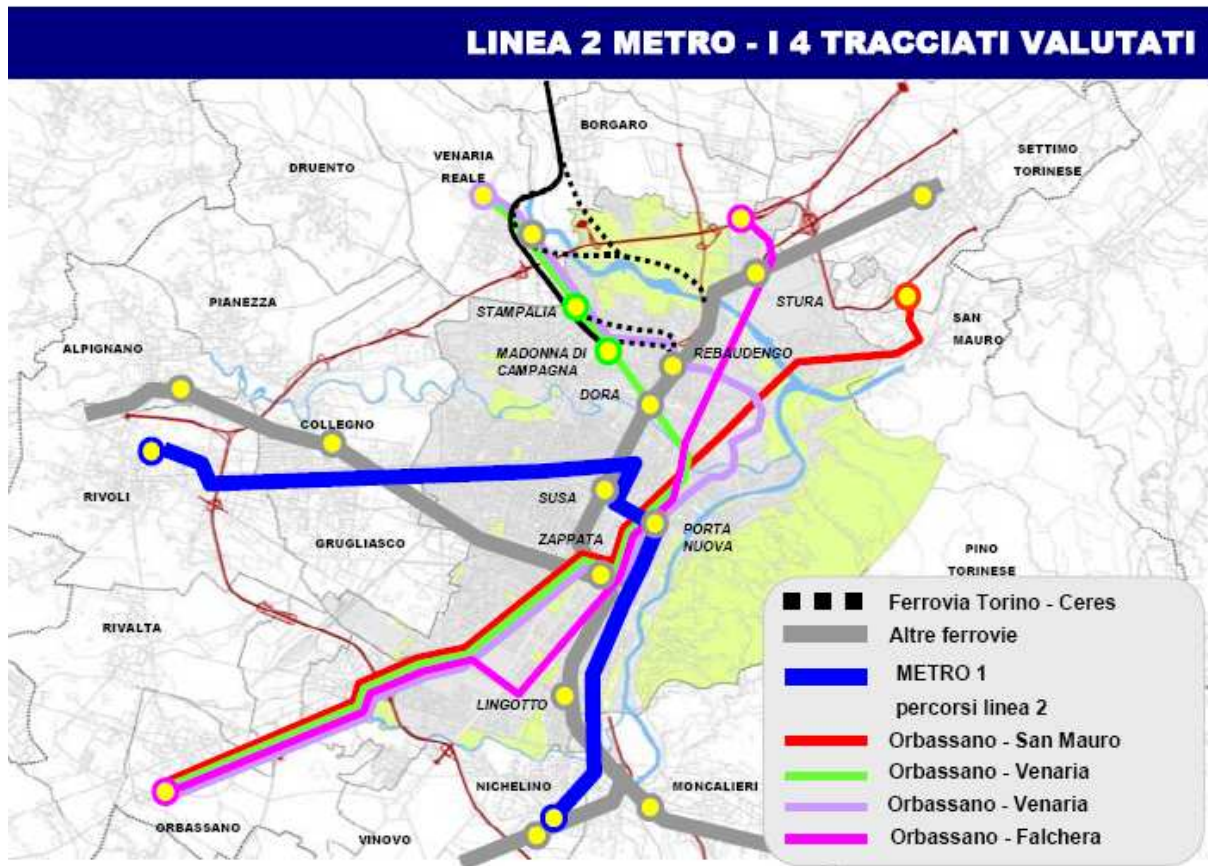 LINEA 2 METRO - I 4 TRACCIATI VALUTATI
BORGARO
DRUENTO
VENARIA
REALE
SETTIMO
TORINESE
PIANEZZA
STAMPALIA
STURA
SAN
MAURO
ALPIGNANO
MADONNA DI
CAMPAGNA
REBAUDENGO
DORA
COLLEGNO
RIVOLI
SUSA
GRUGLIASCO
ZAPPATA
PORTA
NUOVA
PINO
TORINESE
RIVALTA
LINGOTTO
NICHELINO
MONCALIERI
ORBASSANO
VINOVO
Ferrovia Torino - Ceres
Altre ferrovie
METRO 1
percorsi linea 2
Orbassano - San Mauro
Orbassano - Venaria
Orbassano - Venaria
Orbassano - Falchera